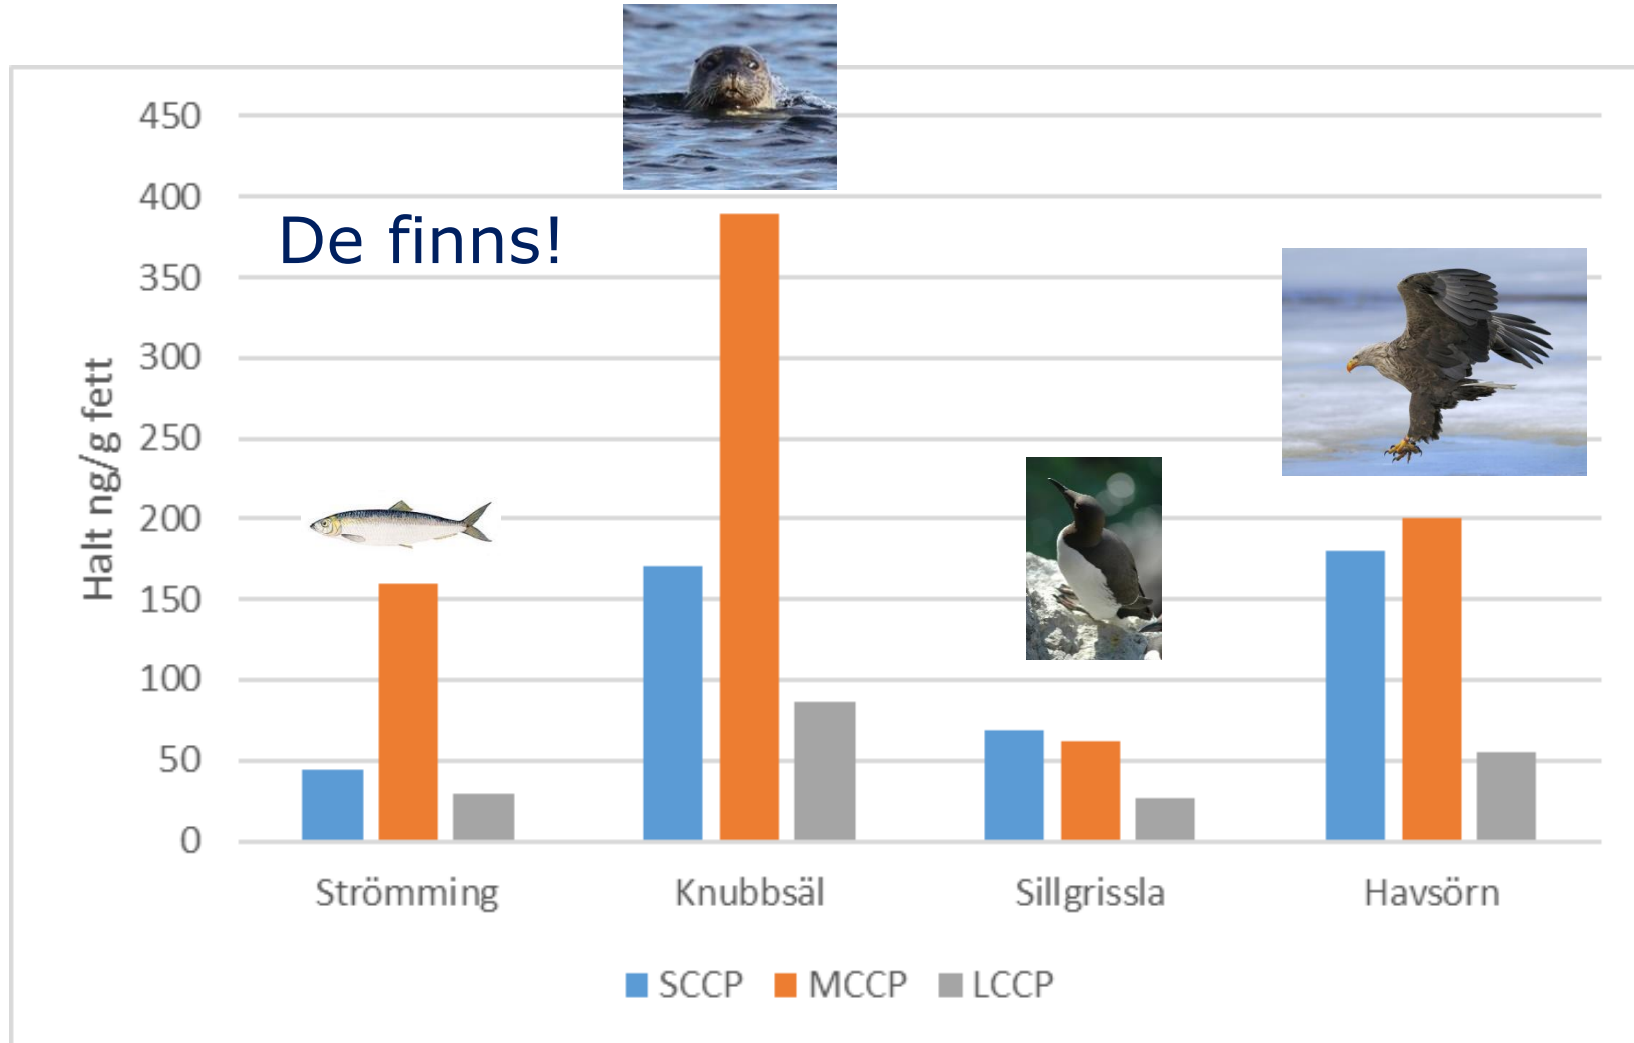 450
400
De finns!
350
300
250
200
150
100
50
0
Halt ng/g fett
Strömming Knubbsäl Sillgrissla Havsörn
SCCP MCCP LCCP